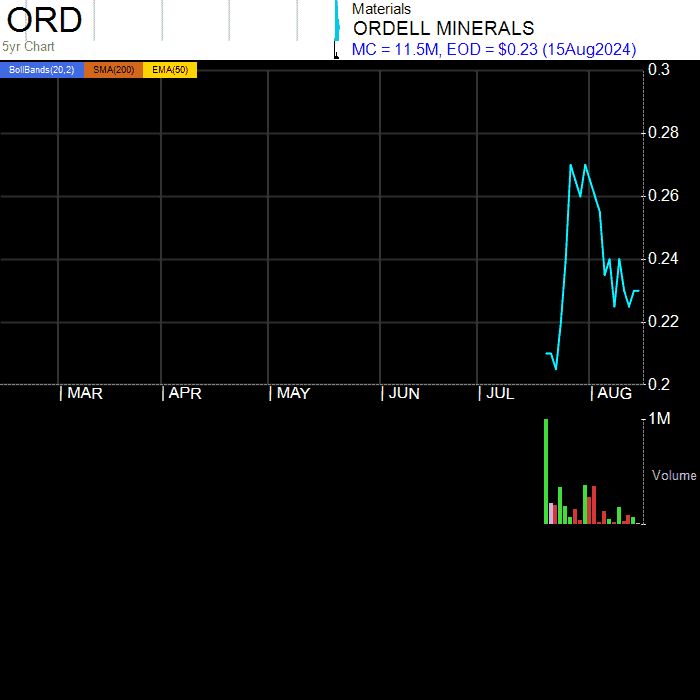 ORD
5yr Chart
Materials
ORDELL MINERALS
MC = 11.5M, EOD = $0.23 (15Aug2024)
BollBands(20,2) SMA(200) EMA(50)
0.3
0.28
0.26
0.24
0.22
0.2
MAR APR MAY JUN JUL AUG
1M
Volume